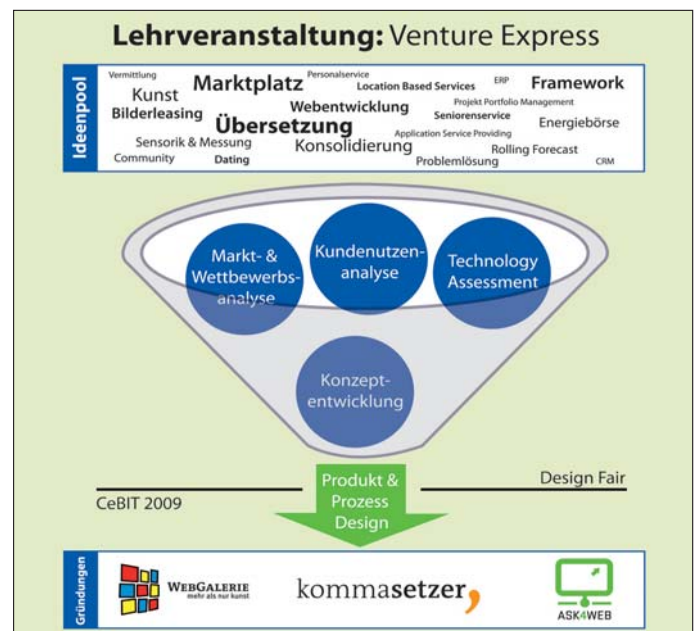 Lehrveranstaltung: Venture Express
Ideenpool
Vermittlung
Personalservice
Kunst
Marktplatz
Location Based Services
ERP
Framework
Bilderleasing
Webentwicklung
Projekt Portfolio Management
Übersetzung
Seniorenservice
Energiebörse
Application Service Providing
Sensorik & Messung
Konsolidierung
Rolling Forecast
Community
Dating
Problemlösung
CRM
Markt- &
Wettbewerbs-
analyse
Kundenutzen-
analyse
Technology
Assessment
Konzept-
entwicklung
Produkt &
Prozess
Design
CeBIT 2009
Design Fair
Gründungen
WEBGALERIE
mehr als nur kunst
kommasetzer,
ASK4WEB